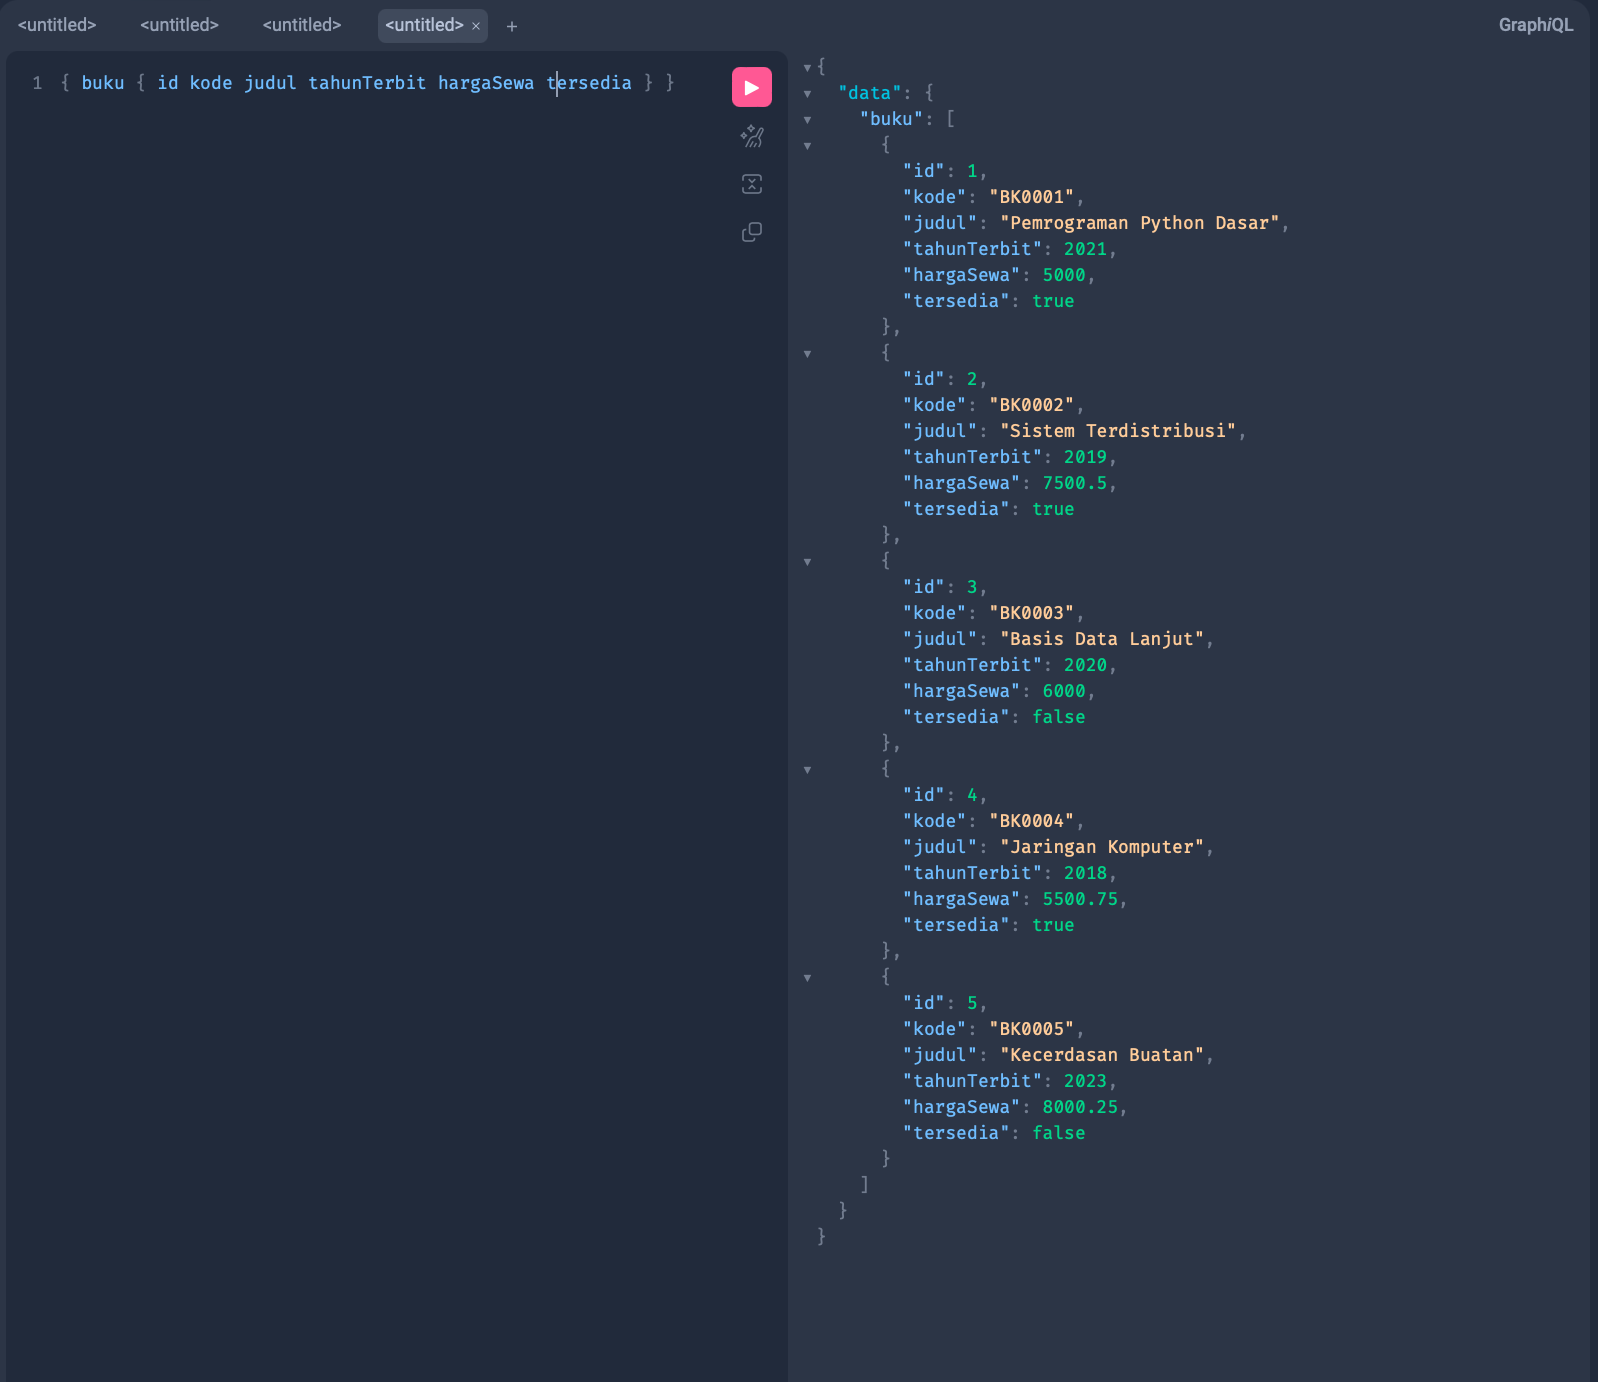 <untitled> <untitled> <untitled> <untitled> × + GraphiQL
1 { buku { id kode judul tahunTerbit hargaSewa tersedia } }
{
"data": {
"buku": [
{
"id": 1,
"kode": "BK0001",
"judul": "Pemrograman Python Dasar",
"tahunTerbit": 2021,
"hargaSewa": 5000,
"tersedia": true
},
{
"id": 2,
"kode": "BK0002",
"judul": "Sistem Terdistribusi",
"tahunTerbit": 2019,
"hargaSewa": 7500.5,
"tersedia": true
},
{
"id": 3,
"kode": "BK0003",
"judul": "Basis Data Lanjut",
"tahunTerbit": 2020,
"hargaSewa": 6000,
"tersedia": false
},
{
"id": 4,
"kode": "BK0004",
"judul": "Jaringan Komputer",
"tahunTerbit": 2018,
"hargaSewa": 5500.75,
"tersedia": true
},
{
"id": 5,
"kode": "BK0005",
"judul": "Kecerdasan Buatan",
"tahunTerbit": 2023,
"hargaSewa": 8000.25,
"tersedia": false
}
]
}
}